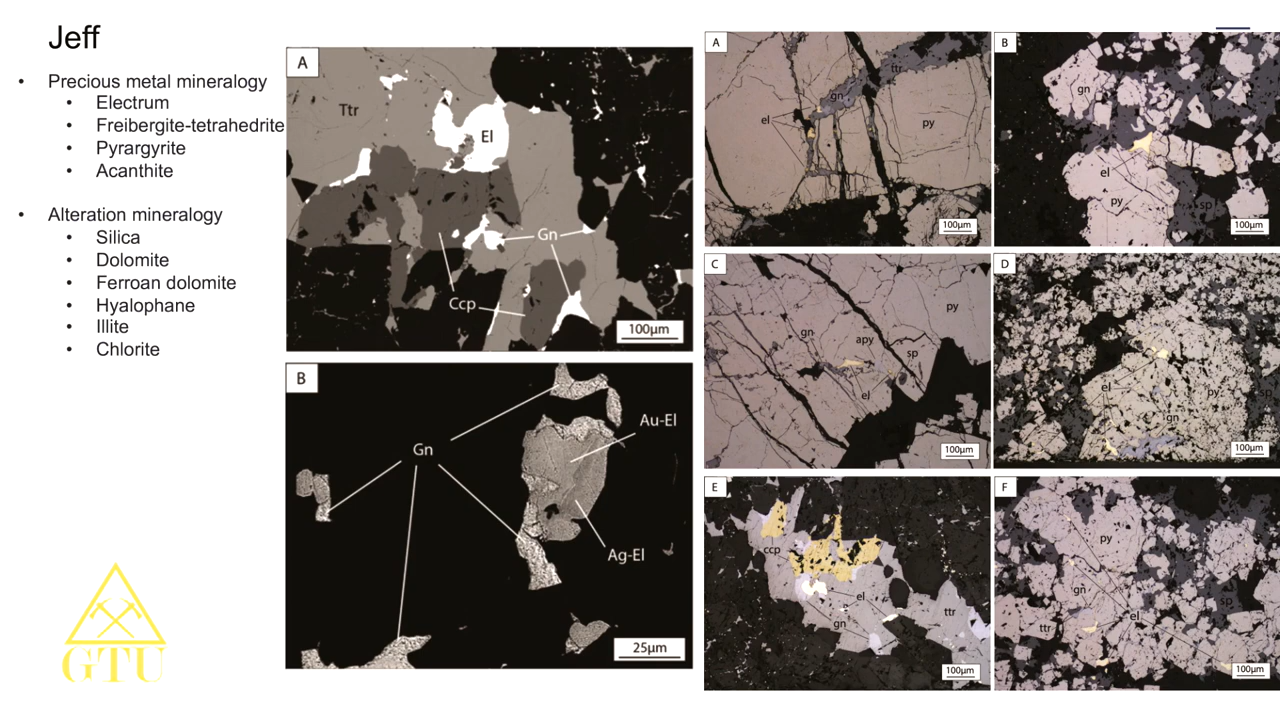 Jeff
• Precious metal mineralogy
• Electrum
• Freibergite-tetrahedrite
• Pyrargyrite
• Acanthite
• Alteration mineralogy
• Silica
• Dolomite
• Ferroan dolomite
• Hyalophane
• Illite
• Chlorite
GTU
A
Ttr
El
Gn
Ccp
100µm
B
Au-El
Gn
Ag-El
25µm
A
ttr
gn
el
py
100µm
B
gn
el
py
sp
100µm
C
py
gn
apy
sp
el
100µm
D
el
py
sp
gn
100µm
E
ccp
el
ttr
gn
100µm
F
py
gn
sp
el
ttr
100µm